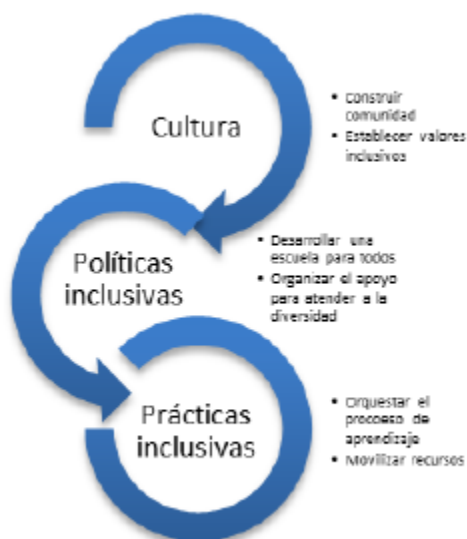 Cultura
• Construir
comunidad
• Establecer valores
inclusivos
Políticas
inclusivas
• Desarrollar una
escuela para todos
• Organizar el apoyo
para atender a la
diversidad
Prácticas
inclusivas
• Orquestar el
proceso de
aprendizaje
• Movilizar recursos